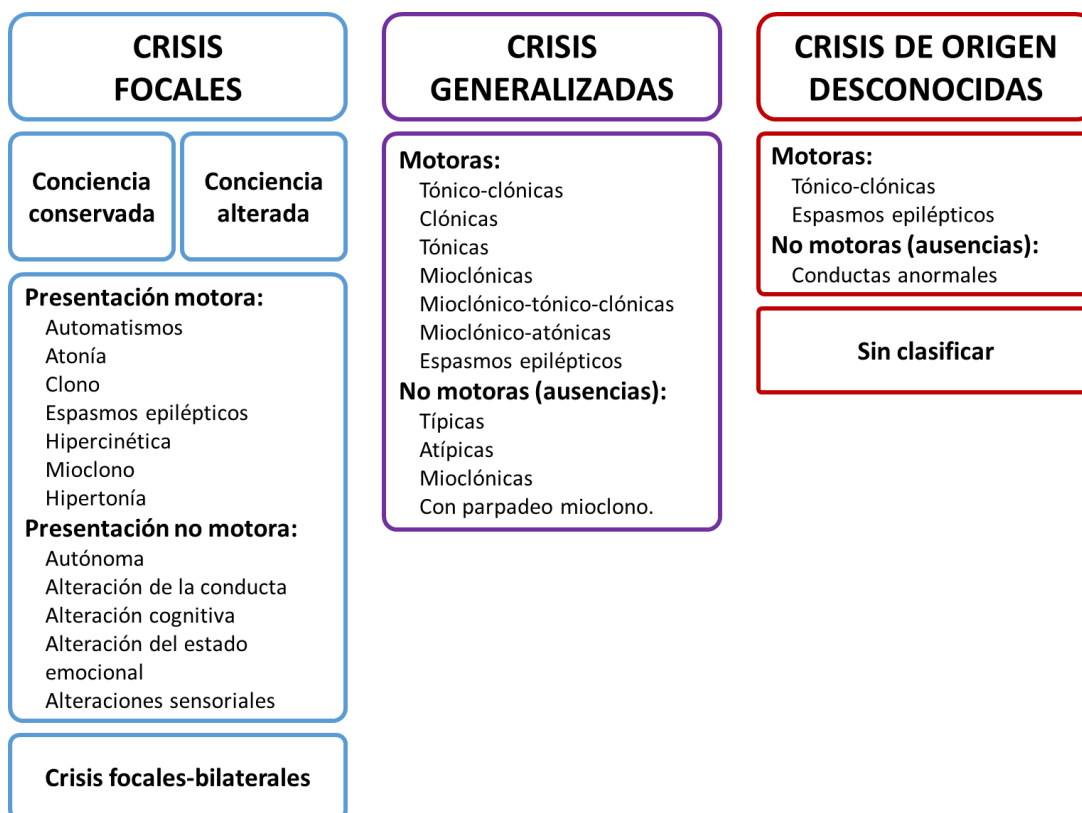 CRISIS
FOCALES
Conciencia
conservada
Conciencia
alterada
Presentación motora:
Automatismos
Atonía
Clono
Espasmos epilépticos
Hipercinética
Mioclono
Hipertonía
Presentación no motora:
Autónoma
Alteración de la conducta
Alteración cognitiva
Alteración del estado
emocional
Alteraciones sensoriales
Crisis focales-bilaterales
CRISIS
GENERALIZADAS
Motoras:
Tónico-clónicas
Clónicas
Tónicas
Mioclónicas
Mioclónico-tónico-clónicas
Mioclónico-atónicas
Espasmos epilépticos
No motoras (ausencias):
Típicas
Atípicas
Mioclónicas
Con parpadeo mioclono.
CRISIS DE ORIGEN
DESCONOCIDAS
Motoras:
Tónico-clónicas
Espasmos epilépticos
No motoras (ausencias):
Conductas anormales
Sin clasificar